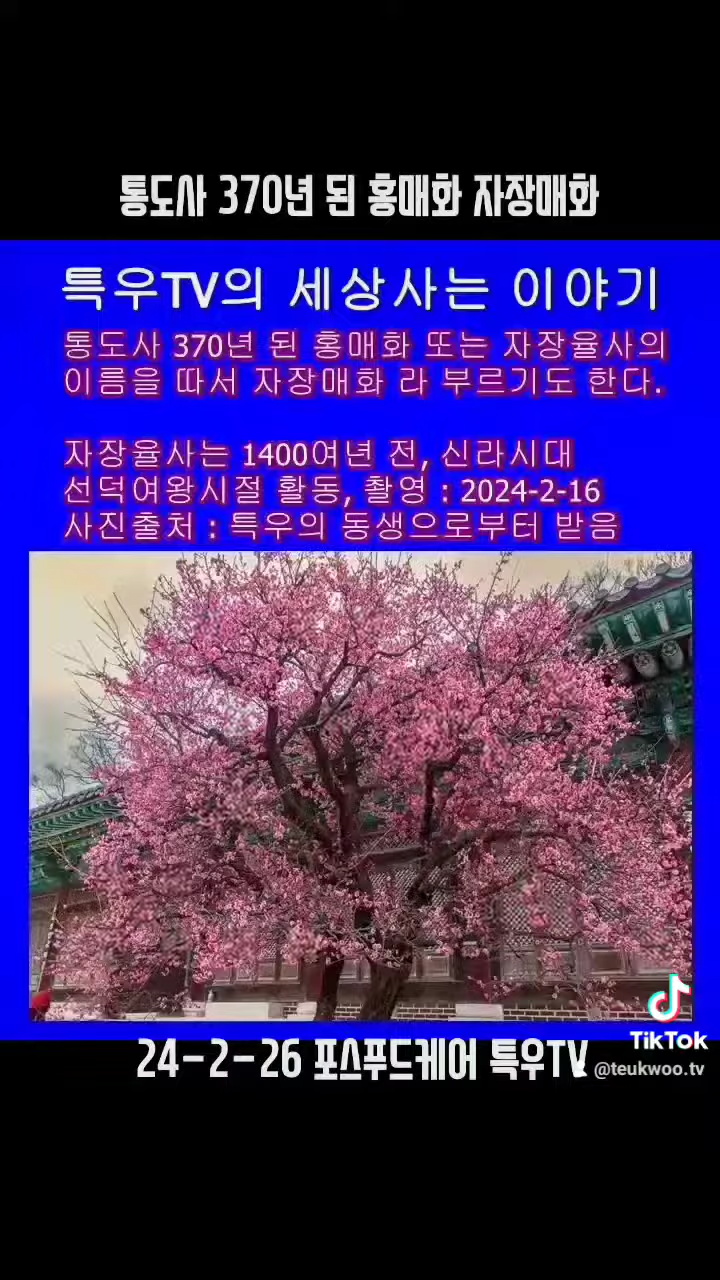 통도사 370년 된 홍매화 자장매화
특우TV의 세상사는 이야기
통도사 370년 된 홍매화 또는 자장율사의
이름을 따서 자장매화 라 부르기도 한다.
자장율사는 1400여년 전, 신라시대
선덕여왕시절 활동, 촬영 : 2024-2-16
사진출처 : 특우의 동생으로부터 받음
TikTok
24-2-26 포스푸드케어 특우TV
@teukwoo.tv